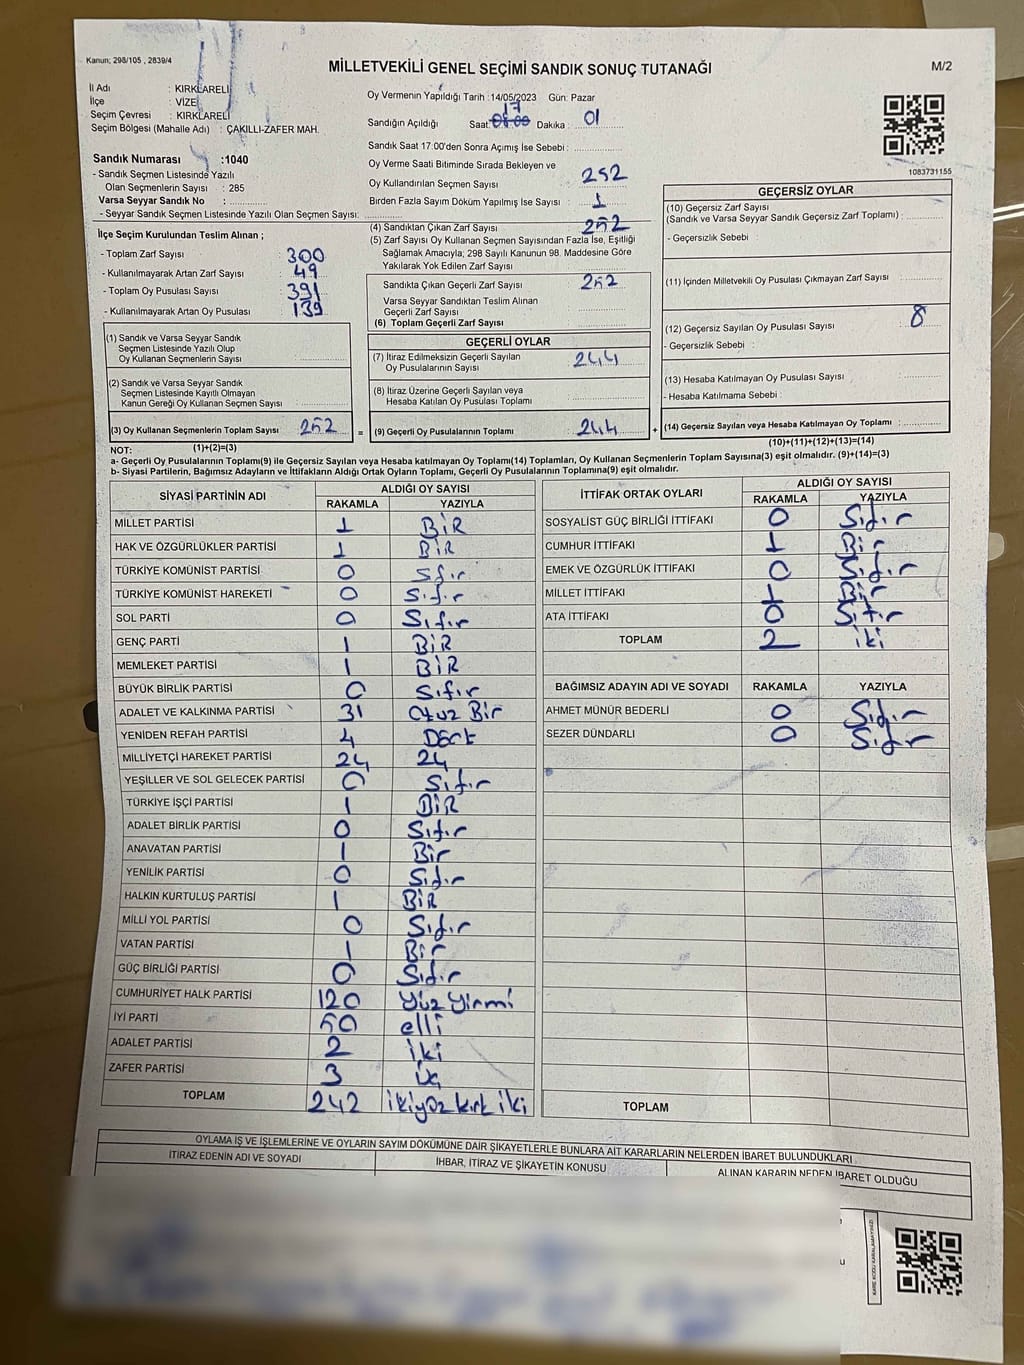 Kanun; 298/105 , 2839/4
MİLLETVEKİLİ GENEL SEÇİMİ SANDIK SONUÇ TUTANAĞI
M/2
İl Adı : KIRKLARELİ
İlçe : VİZE
Seçim Çevresi : KIRKLARELİ
Seçim Bölgesi (Mahalle Adı) : ÇAKILLI-ZAFER MAH.
Sandık Numarası :1040
- Sandık Seçmen Listesinde Yazılı
Olan Seçmenlerin Sayısı : 285
Varsa Seyyar Sandık No :
- Seyyar Sandık Seçmen Listesinde Yazılı Olan Seçmen Sayısı:
İlçe Seçim Kurulundan Teslim Alınan ;
- Toplam Zarf Sayısı 300
- Kullanılmayarak Artan Zarf Sayısı 49
- Toplam Oy Pusulası Sayısı 391
- Kullanılmayarak Artan Oy Pusulası 139
Oy Vermenin Yapıldığı Tarih :14/05/2023 Gün: Pazar
Sandığın Açıldığı Saat: 17 Dakika : 01
Sandık Saat 17:00'den Sonra Açımış İse Sebebi :
Oy Verme Saati Bitiminde Sırada Bekleyen ve
Oy Kullandırılan Seçmen Sayısı 252
Birden Fazla Sayım Döküm Yapılmış İse Sayısı : 1
(4) Sandıktan Çıkan Zarf Sayısı 252
(5) Zarf Sayısı Oy Kullanan Seçmen Sayısından Fazla İse, Eşitliği
Sağlamak Amacıyla; 298 Sayılı Kanunun 98. Maddesine Göre
Yakılarak Yok Edilen Zarf Sayısı
Sandıkta Çıkan Geçerli Zarf Sayısı 252
Varsa Seyyar Sandıktan Teslim Alınan
Geçerli Zarf Sayısı
(6) Toplam Geçerli Zarf Sayısı
1083731155
GEÇERSİZ OYLAR
(10) Geçersiz Zarf Sayısı
(Sandık ve Varsa Seyyar Sandık Geçersiz Zarf Toplamı) :
- Geçersizlik Sebebi :
(11) İçinden Milletvekili Oy Pusulası Çıkmayan Zarf Sayısı
(12) Geçersiz Sayılan Oy Pusulası Sayısı : 8
- Geçersizlik Sebebi :
(13) Hesaba Katılmayan Oy Pusulası Sayısı
- Hesaba Katılmama Sebebi :
(14) Geçersiz Sayılan veya Hesaba Katılmayan Oy Toplamı :
(10)+(11)+(12)+(13)=(14)
(1) Sandık ve Varsa Seyyar Sandık
Seçmen Listesinde Yazılı Olup
Oy Kullanan Seçmenlerin Sayısı :
(2) Sandık ve Varsa Seyyar Sandık
Seçmen Listesinde Kayıtlı Olmayan
Kanun Gereği Oy Kullanan Seçmen Sayısı :
(3) Oy Kullanan Seçmenlerin Toplam Sayısı : 252 =
GEÇERLİ OYLAR
(7) İtiraz Edilmeksizin Geçerli Sayılan
Oy Pusulalarının Sayısı : 244
(8) İtiraz Üzerine Geçerli Sayılan veya
Hesaba Katılan Oy Pusulası Toplamı
(9) Geçerli Oy Pusulalarının Toplamı 244 +
NOT: (1)+(2)=(3)
a- Geçerli Oy Pusulalarının Toplamı(9) ile Geçersiz Sayılan veya Hesaba katılmayan Oy Toplamı(14) Toplamları, Oy Kullanan Seçmenlerin Toplam Sayısına(3) eşit olmalıdır. (9)+(14)=(3)
b- Siyasi Partilerin, Bağımsız Adayların ve İttifakların Aldığı Ortak Oyların Toplamı, Geçerli Oy Pusulalarının Toplamına(9) eşit olmalıdır.
SİYASİ PARTİNİN ADI ALDIĞI OY SAYISI
RAKAMLA YAZIYLA
MİLLET PARTİSİ 1 BİR
HAK VE ÖZGÜRLÜKLER PARTİSİ 1 BİR
TÜRKİYE KOMÜNİST PARTİSİ 0 Sıfır
TÜRKİYE KOMÜNİST HAREKETİ 0 Sıfır
SOL PARTİ 0 Sıfır
GENÇ PARTİ 1 BİR
MEMLEKET PARTİSİ 1 BİR
BÜYÜK BİRLİK PARTİSİ 0 Sıfır
ADALET VE KALKINMA PARTİSİ 31 Otuz Bir
YENİDEN REFAH PARTİSİ 4 Dört
MİLLİYETÇİ HAREKET PARTİSİ 24 24
YEŞİLLER VE SOL GELECEK PARTİSİ 0 Sıfır
TÜRKİYE İŞÇİ PARTİSİ 1 BİR
ADALET BİRLİK PARTİSİ 0 Sıfır
ANAVATAN PARTİSİ 1 Bir
YENİLİK PARTİSİ 0 Sıfır
HALKIN KURTULUŞ PARTİSİ 1 BİR
MİLLİ YOL PARTİSİ 0 Sıfır
VATAN PARTİSİ 1 Bir
GÜÇ BİRLİĞİ PARTİSİ 0 Sıfır
CUMHURİYET HALK PARTİSİ 120 Yüz Yirmi
İYİ PARTİ 50 elli
ADALET PARTİSİ 2 iki
ZAFER PARTİSİ 3 üç
TOPLAM 242 ikiyüz kırk iki
İTTİFAK ORTAK OYLARI ALDIĞI OY SAYISI
RAKAMLA YAZIYLA
SOSYALİST GÜÇ BİRLİĞİ İTTİFAKI 0 Sıfır
CUMHUR İTTİFAKI 1 Bir
EMEK VE ÖZGÜRLÜK İTTİFAKI 0 Sıfır
MİLLET İTTİFAKI 1 Bir
ATA İTTİFAKI 0 Sıfır
TOPLAM 2 iki
BAĞIMSIZ ADAYIN ADI VE SOYADI RAKAMLA YAZIYLA
AHMET MÜNÜR BEDERLİ 0 Sıfır
SEZER DÜNDARLI 0 Sıfır
TOPLAM
OYLAMA İŞ VE İŞLEMLERİNE VE OYLARIN SAYIM DÖKÜMÜNE DAİR ŞİKAYETLERLE BUNLARA AİT KARARLARIN NELERDEN İBARET BULUNDUKLARI
İTİRAZ EDENİN ADI VE SOYADI İHBAR, İTİRAZ VE ŞİKAYETİN KONUSU ALINAN KARARIN NEDEN İBARET OLDUĞU